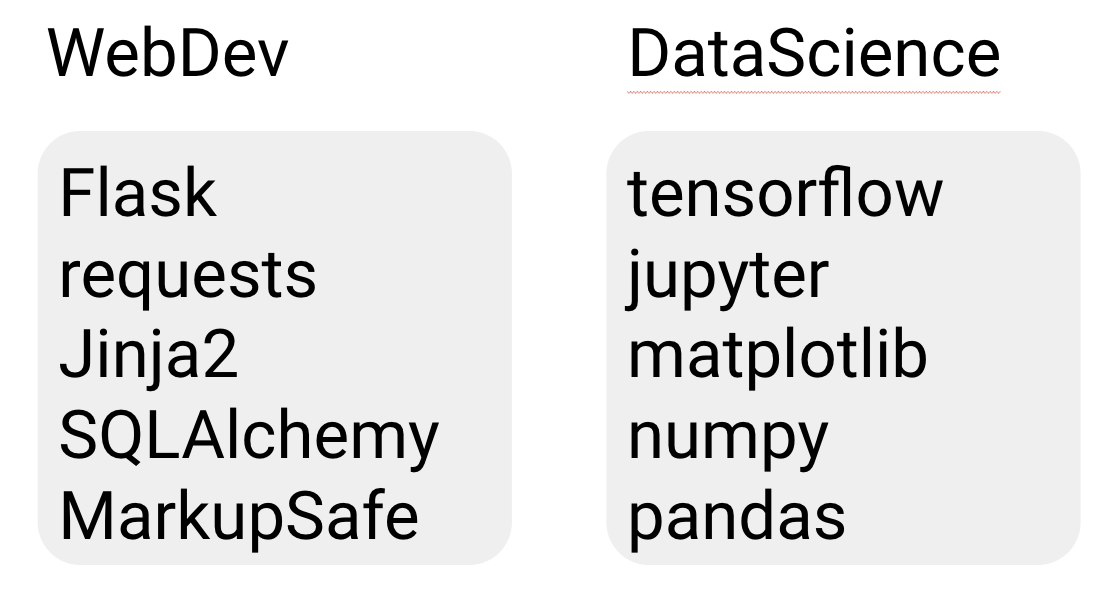 WebDev
Flask
requests
Jinja2
SQLAlchemy
MarkupSafe
DataScience
tensorflow
jupyter
matplotlib
numpy
pandas